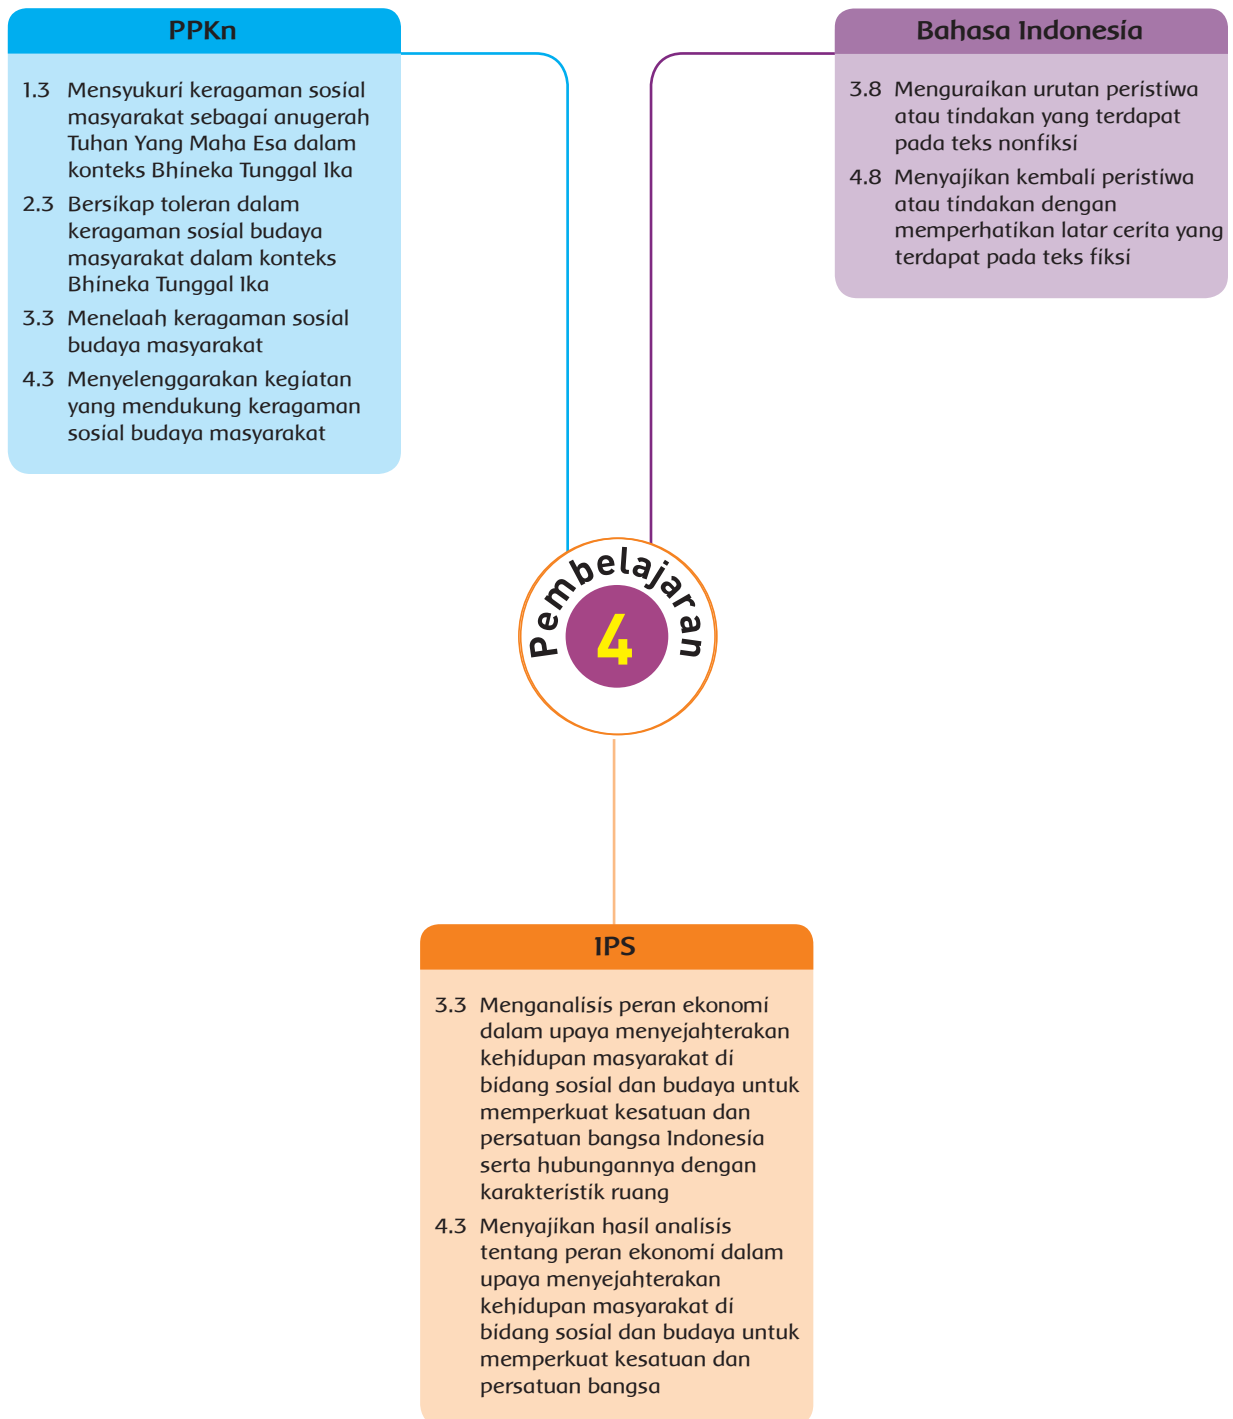 PPKn
1.3 Mensyukuri keragaman sosial
masyarakat sebagai anugerah
Tuhan Yang Maha Esa dalam
konteks Bhineka Tunggal Ika
2.3 Bersikap toleran dalam
keragaman sosial budaya
masyarakat dalam konteks
Bhineka Tunggal Ika
3.3 Menelaah keragaman sosial
budaya masyarakat
4.3 Menyelenggarakan kegiatan
yang mendukung keragaman
sosial budaya masyarakat
Bahasa Indonesia
3.8 Menguraikan urutan peristiwa
atau tindakan yang terdapat
pada teks nonfiksi
4.8 Menyajikan kembali peristiwa
atau tindakan dengan
memperhatikan latar cerita yang
terdapat pada teks fiksi
Pembelajaran
4
IPS
3.3 Menganalisis peran ekonomi
dalam upaya menyejahterakan
kehidupan masyarakat di
bidang sosial dan budaya untuk
memperkuat kesatuan dan
persatuan bangsa Indonesia
serta hubungannya dengan
karakteristik ruang
4.3 Menyajikan hasil analisis
tentang peran ekonomi dalam
upaya menyejahterakan
kehidupan masyarakat di
bidang sosial dan budaya untuk
memperkuat kesatuan dan
persatuan bangsa